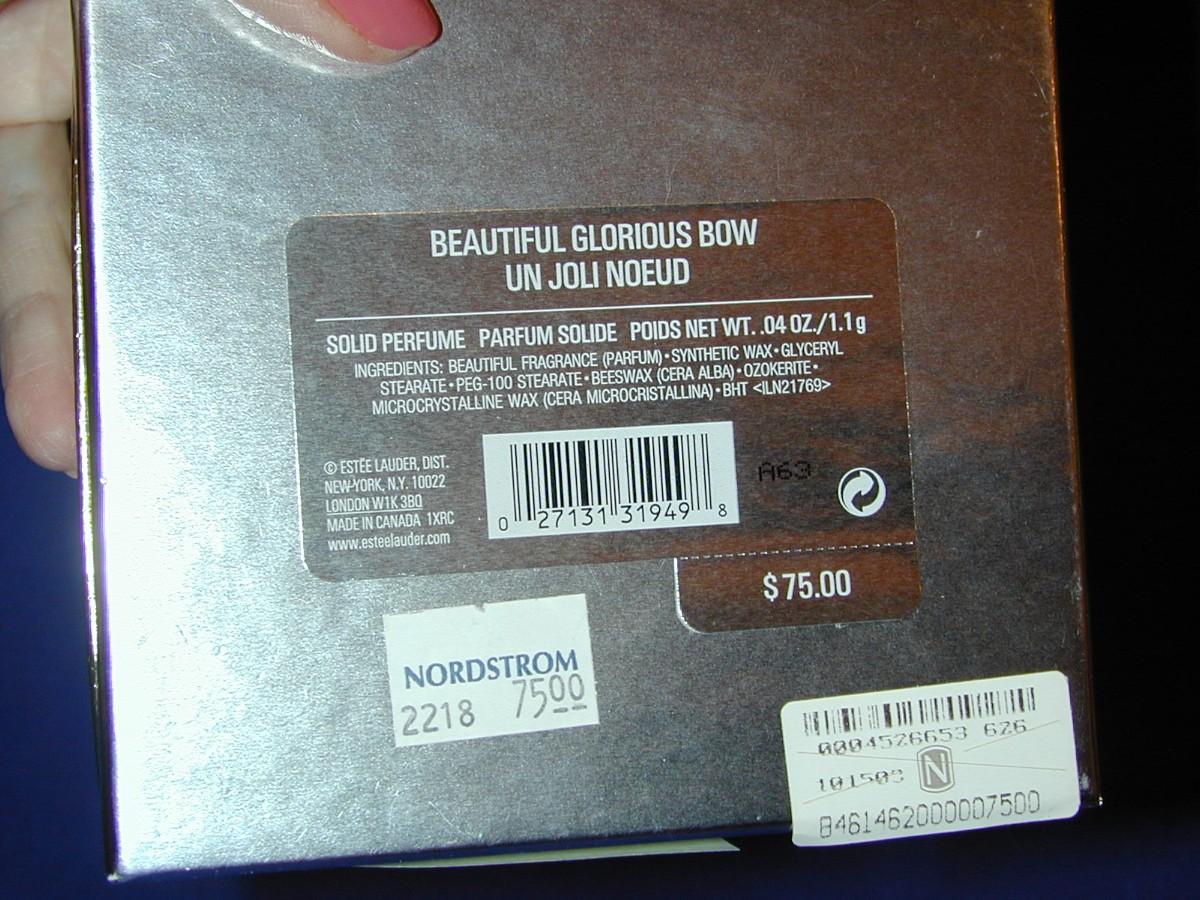 BEAUTIFUL GLORIOUS BOW
UN JOLI NOEUD
SOLID PERFUME PARFUM SOLIDE POIDS NET WT. .04 OZ./1.1 g
INGREDIENTS: BEAUTIFUL FRAGRANCE (PARFUM)•SYNTHETIC WAX•GLYCERYL
STEARATE•PEG-100 STEARATE•BEESWAX (CERA ALBA)•OZOKERITE•
MICROCRYSTALLINE WAX (CERA MICROCRISTALLINA)•BHT <ILN21769>
© ESTÉE LAUDER, DIST.
NEW YORK, N.Y. 10022
LONDON W1K 3BQ
MADE IN CANADA 1XRC
www.esteelauder.com
0 27131 31949 8
A63
$75.00
NORDSTROM
2218 7500
0004526653 626
N
8461462000007500